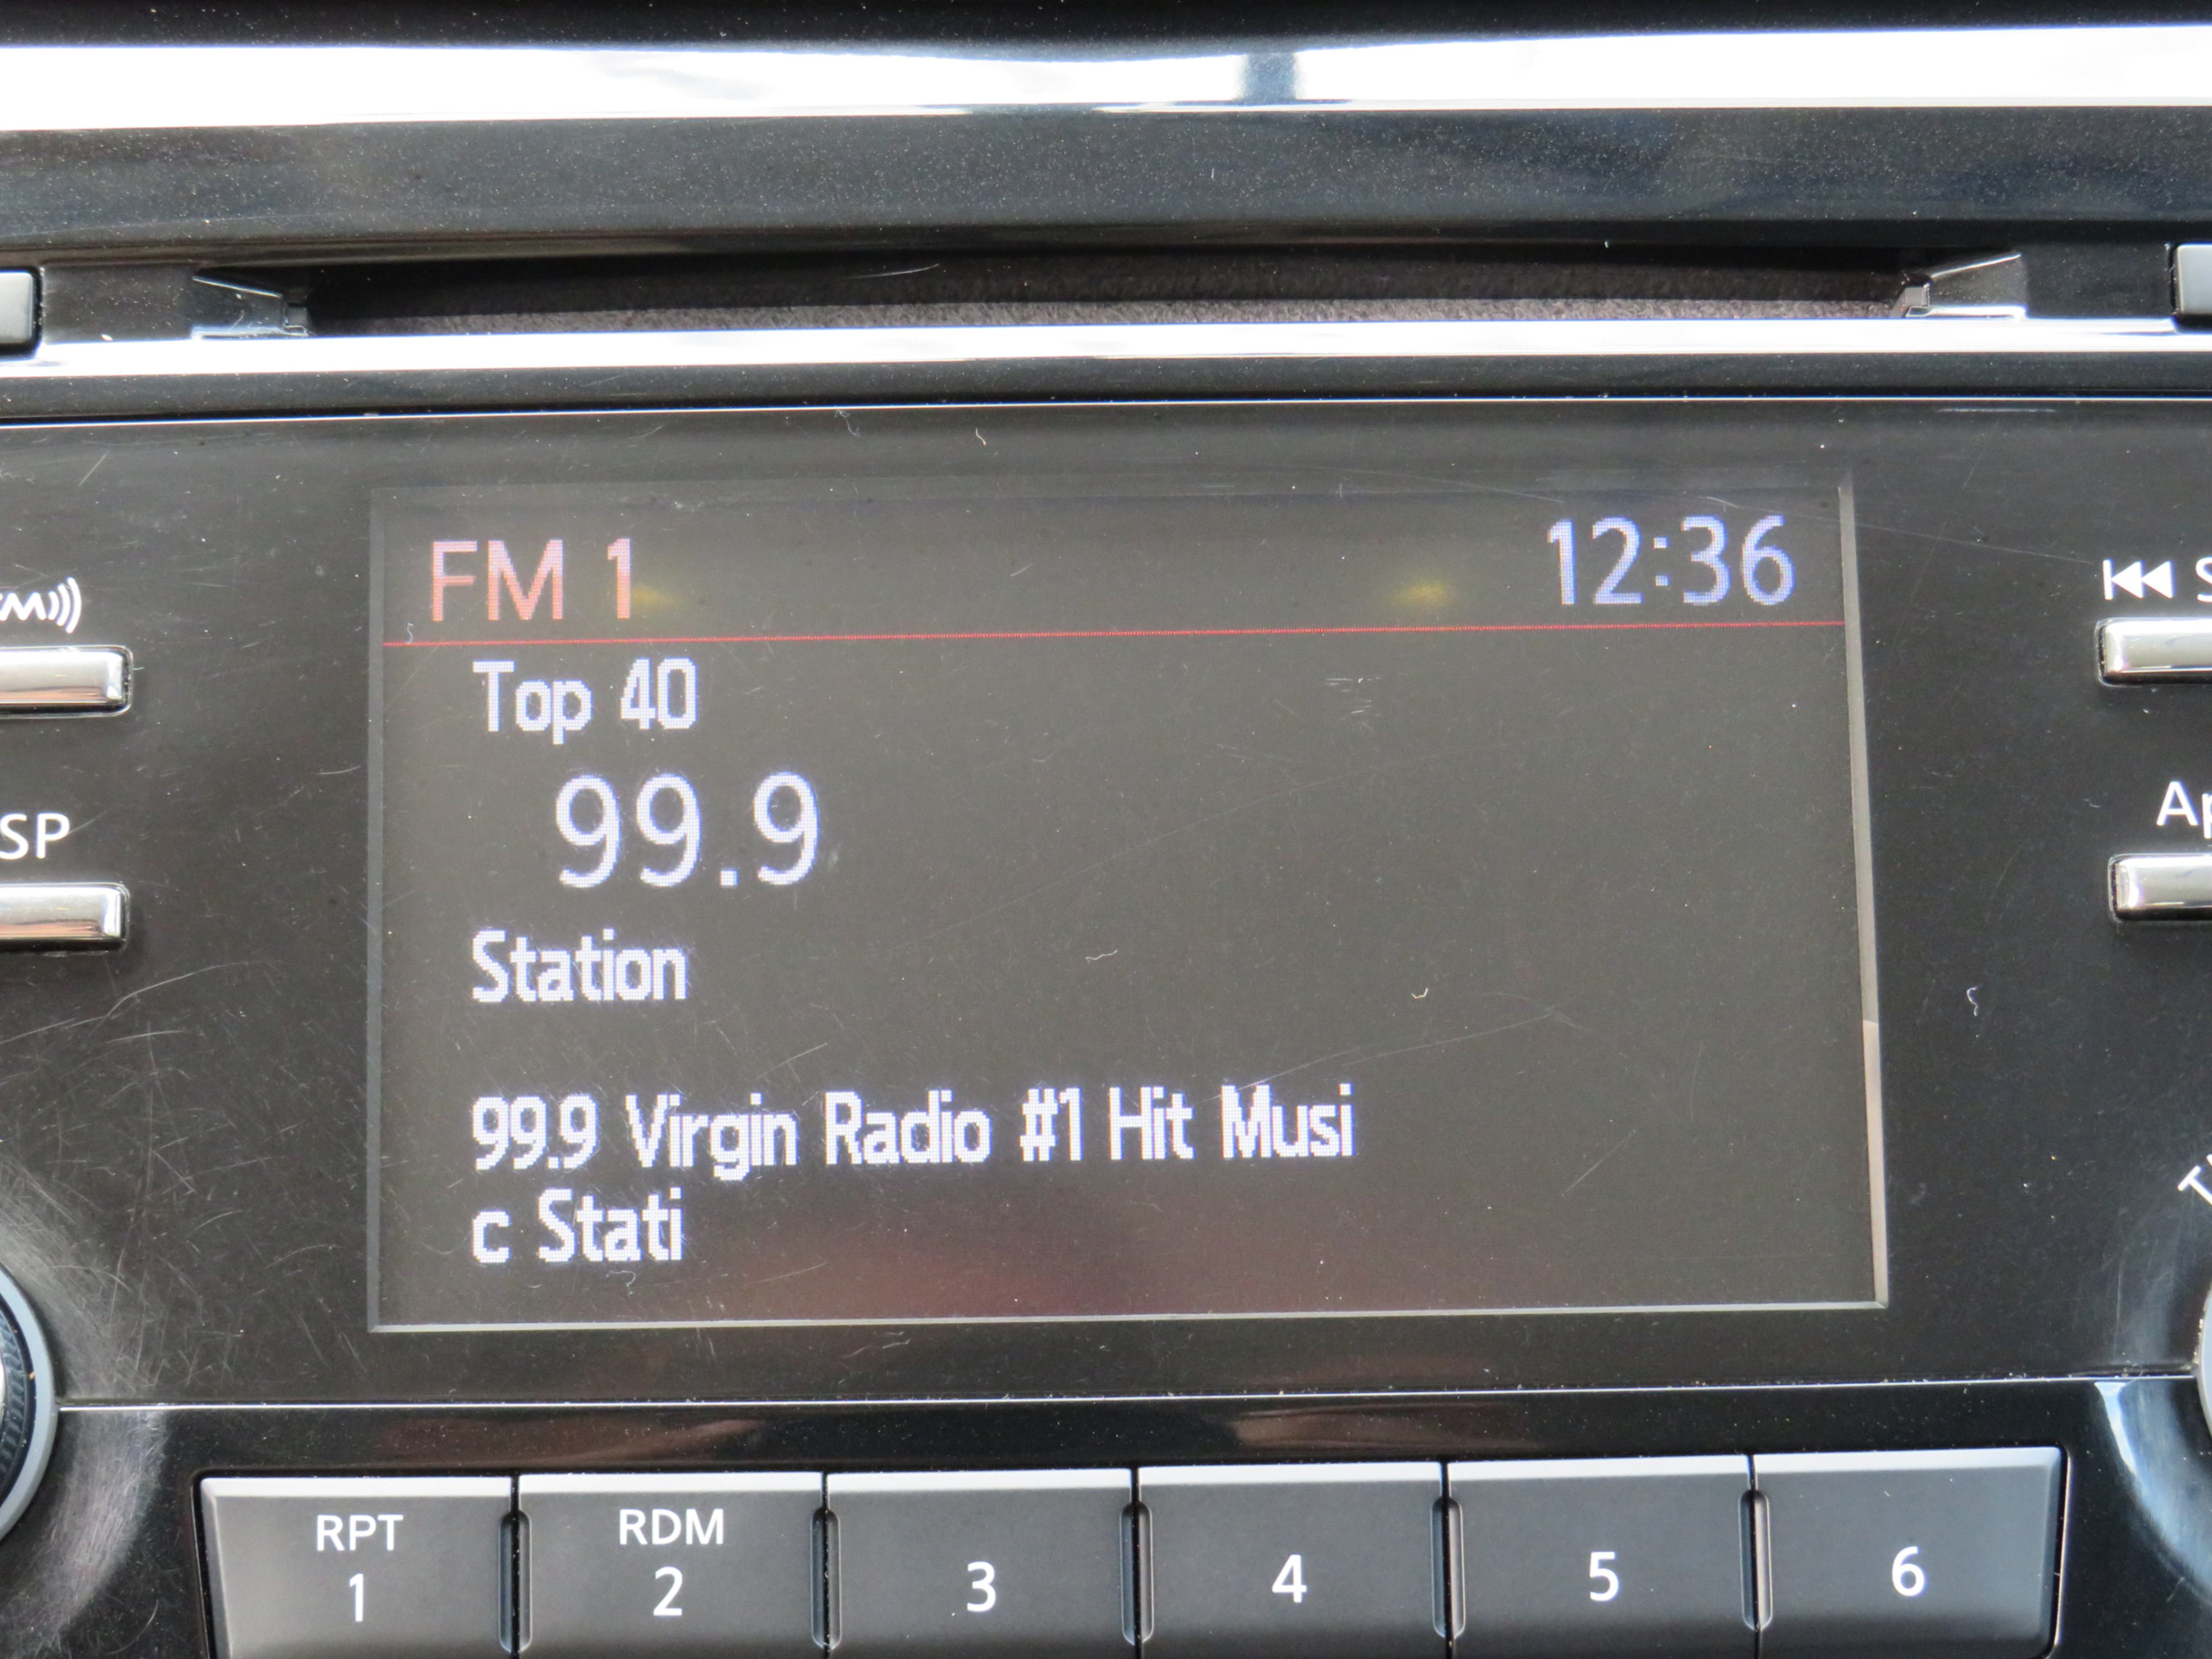 FM 1 12:36
Top 40
99.9
Station
99.9 Virgin Radio #1 Hit Musi
c Stati
SP
RPT RDM
1 2 3 4 5 6